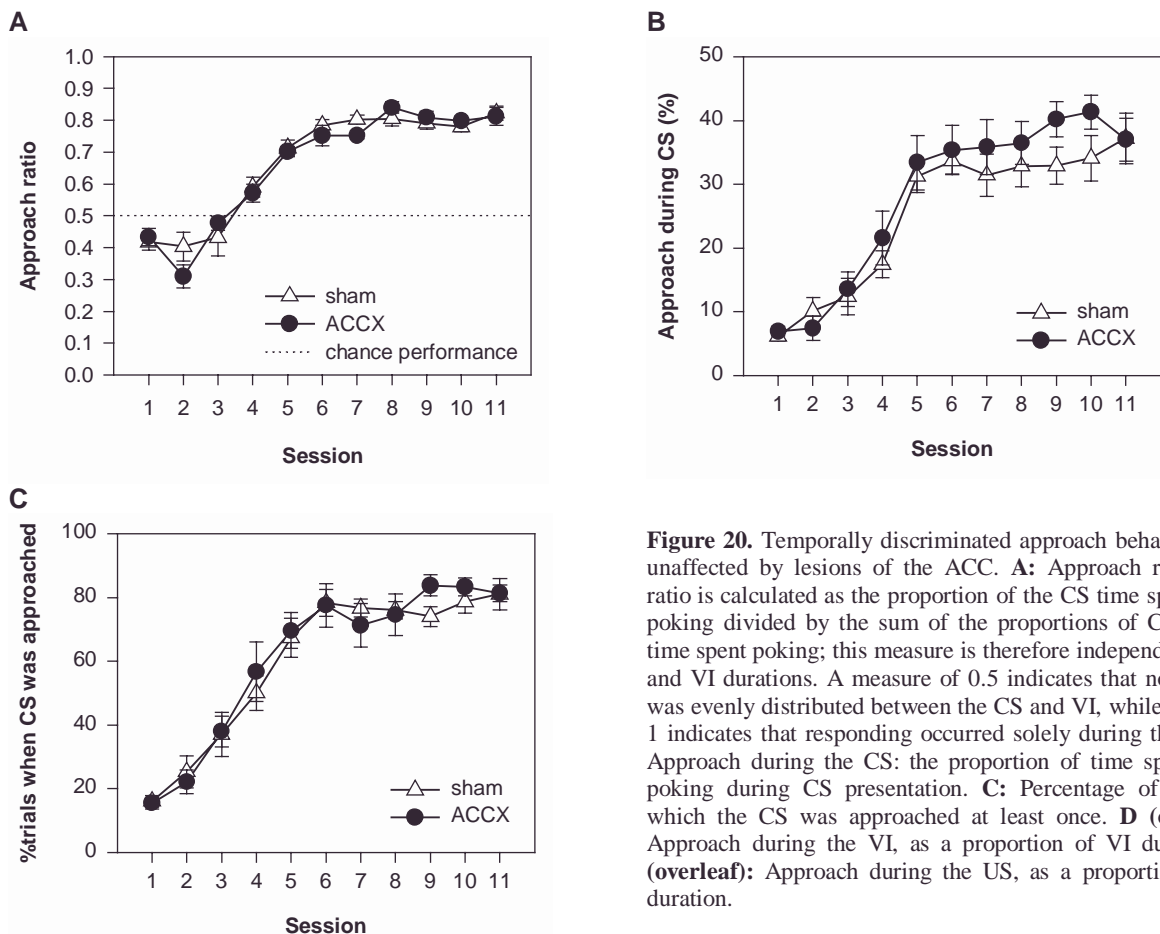 A
Approach ratio
1.0
0.9
0.8
0.7
0.6
0.5
0.4
0.3
0.2
0.1
0.0
sham
ACCX
chance performance
1 2 3 4 5 6 7 8 9 10 11
Session
B
Approach during CS (%)
50
40
30
20
10
0
sham
ACCX
1 2 3 4 5 6 7 8 9 10 11
Session
C
%trials when CS was approached
100
80
60
40
20
0
sham
ACCX
1 2 3 4 5 6 7 8 9 10 11
Session
Figure 20. Temporally discriminated approach beha
unaffected by lesions of the ACC. A: Approach r
ratio is calculated as the proportion of the CS time sp
poking divided by the sum of the proportions of C
time spent poking; this measure is therefore independ
and VI durations. A measure of 0.5 indicates that no
was evenly distributed between the CS and VI, while
1 indicates that responding occurred solely during th
Approach during the CS: the proportion of time sp
poking during CS presentation. C: Percentage of
which the CS was approached at least once. D (
Approach during the VI, as a proportion of VI du
(overleaf): Approach during the US, as a proporti
duration.